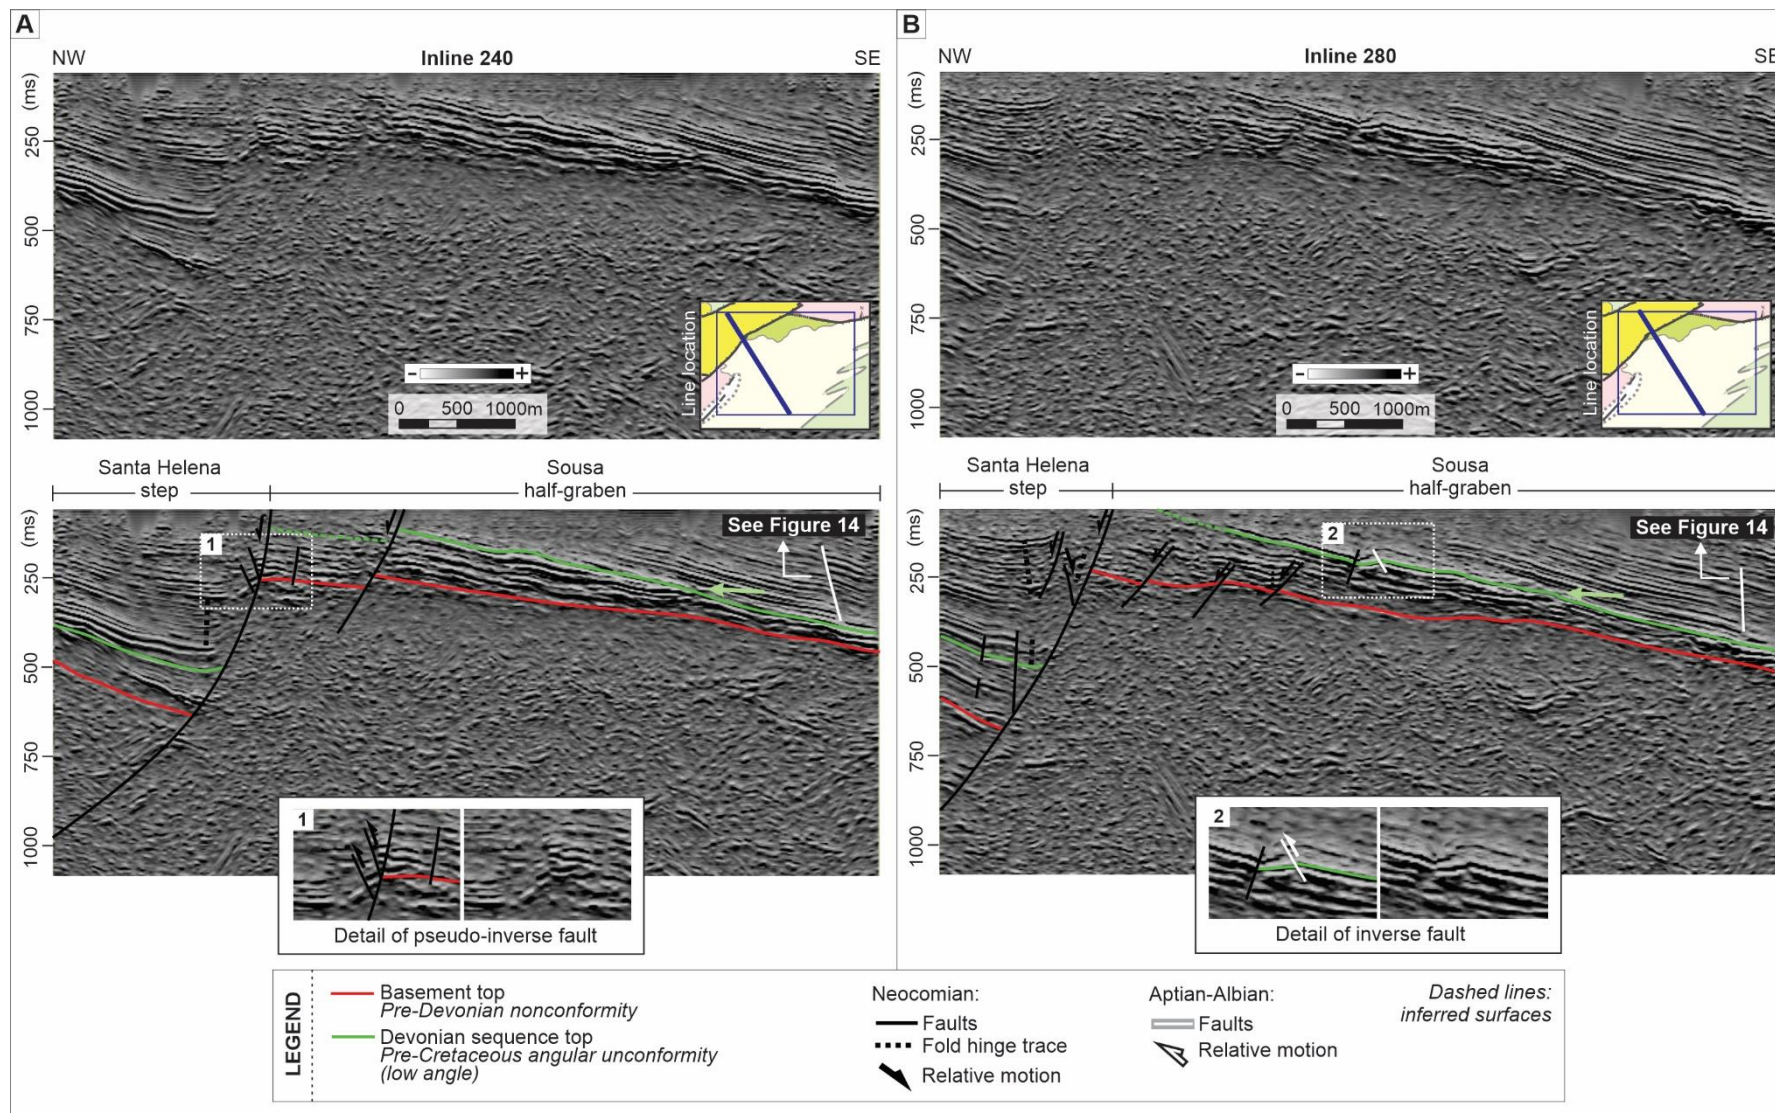 A
NW
Inline 240
SE
(ms)
250
500
750
1000
Line location
- +
0 500 1000m
Santa Helena
step
Sousa
half-graben
(ms)
250
500
750
1000
1
See Figure 14
1
Detail of pseudo-inverse fault
B
NW
Inline 280
SE
(ms)
250
500
750
1000
Line location
- +
0 500 1000m
Santa Helena
step
Sousa
half-graben
(ms)
250
500
750
1000
2
See Figure 14
2
Detail of inverse fault
LEGEND
Basement top
Pre-Devonian nonconformity
Devonian sequence top
Pre-Cretaceous angular unconformity
(low angle)
Neocomian:
Faults
Fold hinge trace
Relative motion
Aptian-Albian:
Faults
Relative motion
Dashed lines:
inferred surfaces